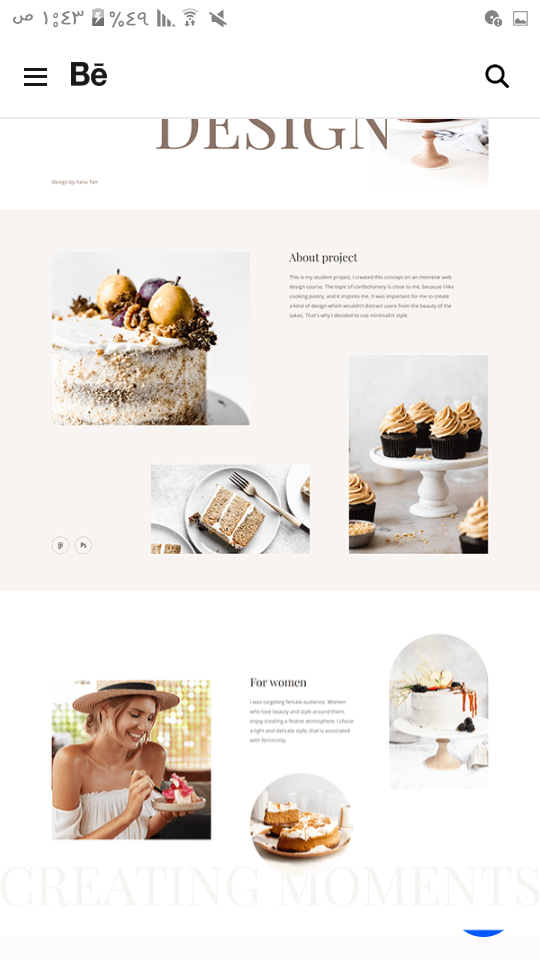 ١:٤٣ ص
%٤٩
Bē
DESIGN
Design by Yana Ten
About project
This is my student project, I created this concept on an intensive web
design course. The topic of confectionery is close to me, because I like
cooking pastry, and it inspires me. It was important for me to create
a kind of design which wouldn't distract users from the beauty of the
cakes. That's why I decided to use minimalist style.
Ps
For women
I was targeting female audience. Women
who love beauty and style around them,
enjoy creating a festive atmosphere. I chose
a light and delicate style, that is associated
with femininity.
CREATING MOMENTS